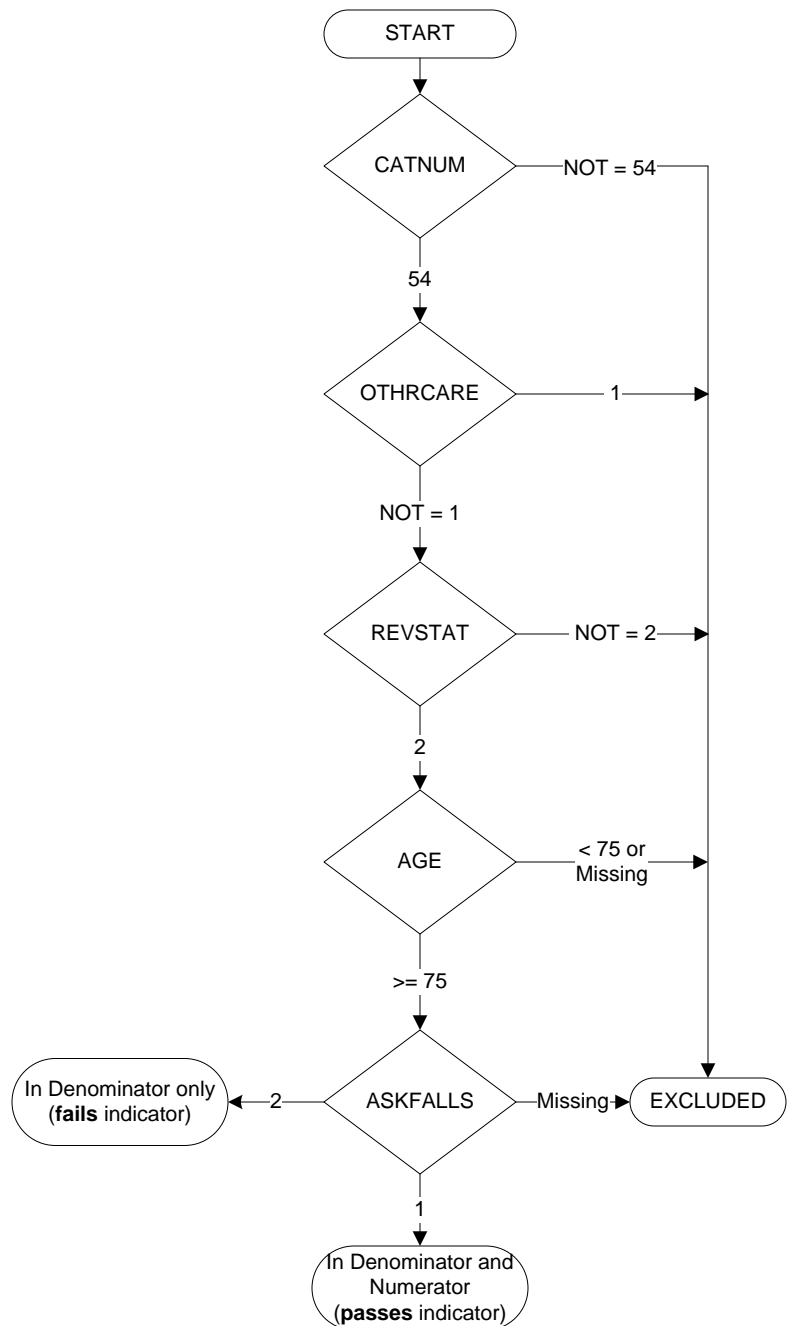 START
CATNUM
NOT = 54
54
OTHRCARE
1
NOT = 1
REVSTAT
NOT = 2
2
AGE
< 75 or
Missing
>= 75
In Denominator only
(fails indicator)
2
ASKFALLS
Missing
EXCLUDED
1
In Denominator and
Numerator
(passes indicator)